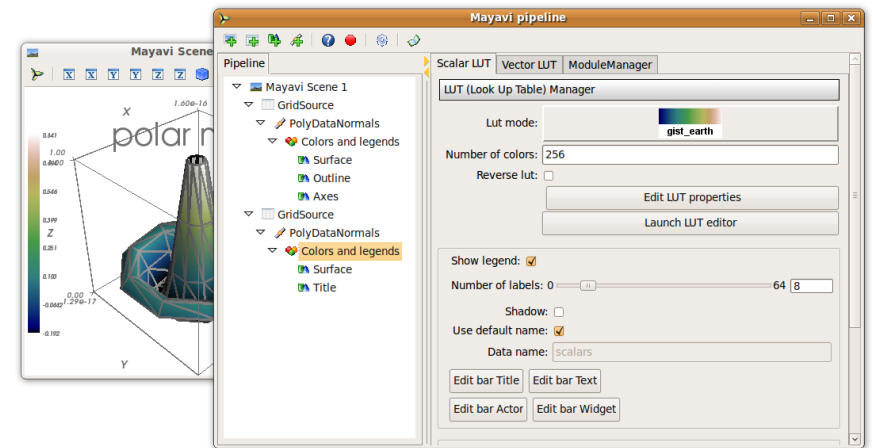 Mayavi pipeline
Mayavi Scene
X X Y Y Z Z
X
1.60e-16
polar
0.841
1.00
0.546
0.399
Z
0.251
0.103
0.00
-0.0442
1.29e-17
-0.192
Y
Pipeline
Mayavi Scene 1
GridSource
PolyDataNormals
Colors and legends
Surface
Outline
Axes
GridSource
PolyDataNormals
Colors and legends
Surface
Title
Scalar LUT Vector LUT ModuleManager
LUT (Look Up Table) Manager
Lut mode:
gist_earth
Number of colors: 256
Reverse lut:
Edit LUT properties
Launch LUT editor
Show legend:
Number of labels: 0 64 8
Shadow:
Use default name:
Data name: scalars
Edit bar Title Edit bar Text
Edit bar Actor Edit bar Widget